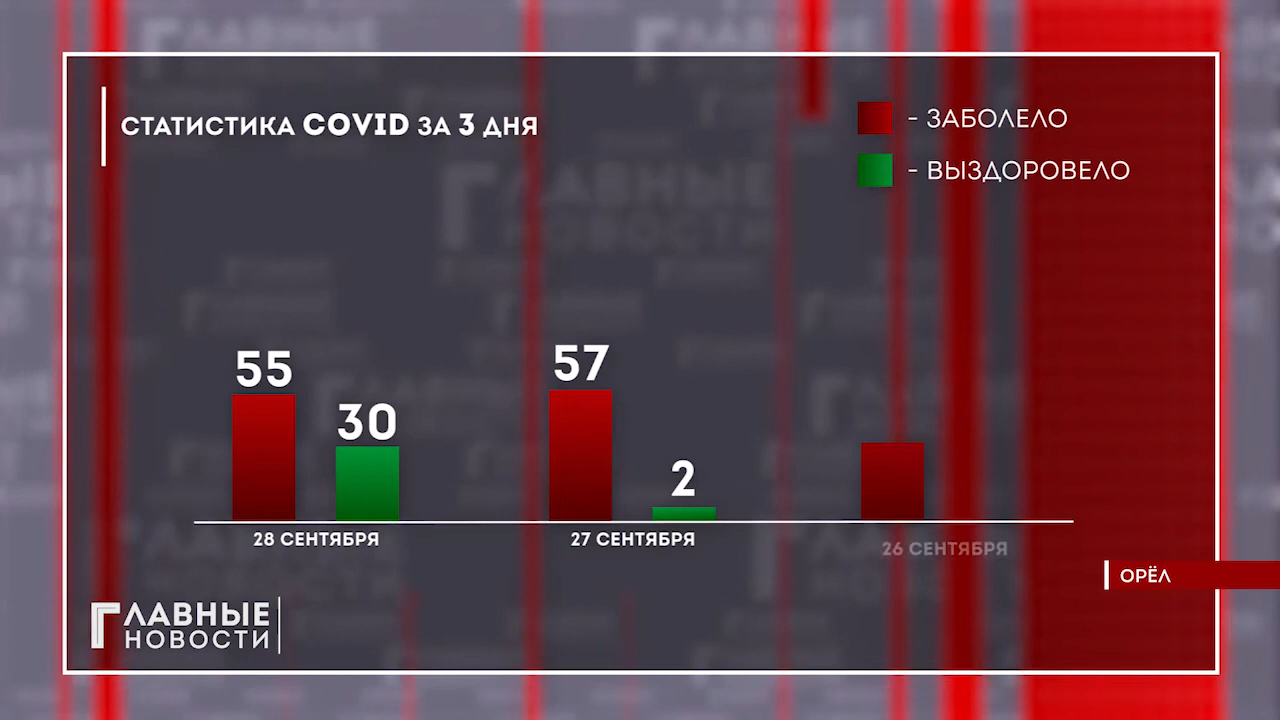 СТАТИСТИКА COVID ЗА 3 ДНЯ
- ЗАБОЛЕЛО
- ВЫЗДОРОВЕЛО
55
30
57
2
28 СЕНТЯБРЯ
27 СЕНТЯБРЯ
26 СЕНТЯБРЯ
ОРЁЛ
ГЛАВНЫЕ
НОВОСТИ